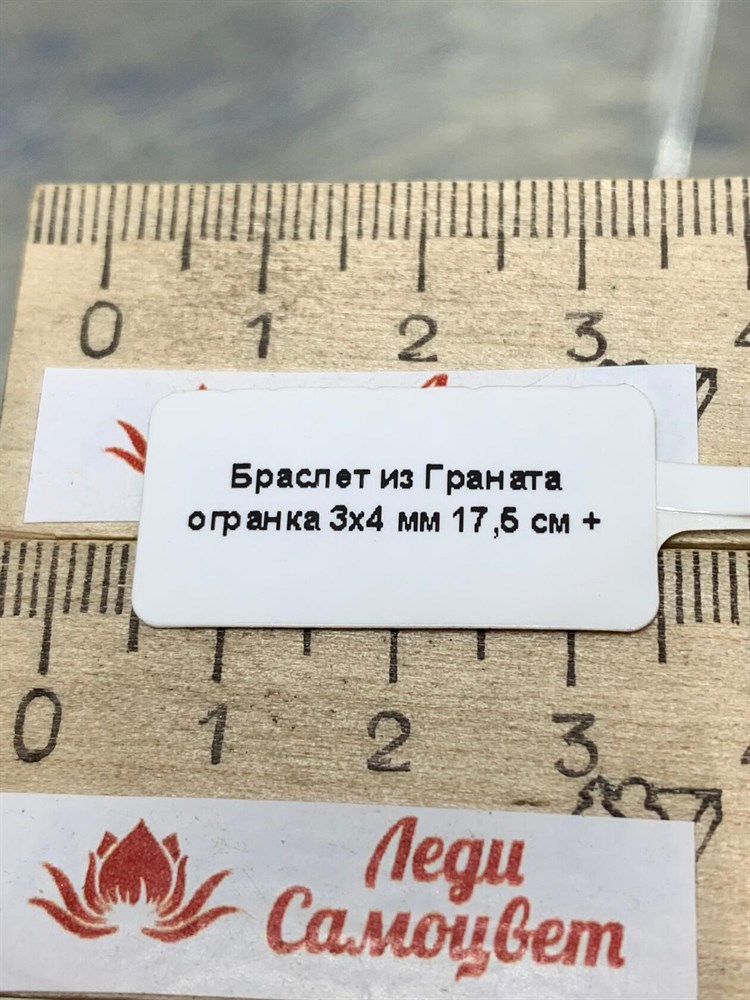 0 1 2 3
Браслет из Граната
огранка 3х4 мм 17,5 см +
0 1 2 3
Леди
Самоцвет